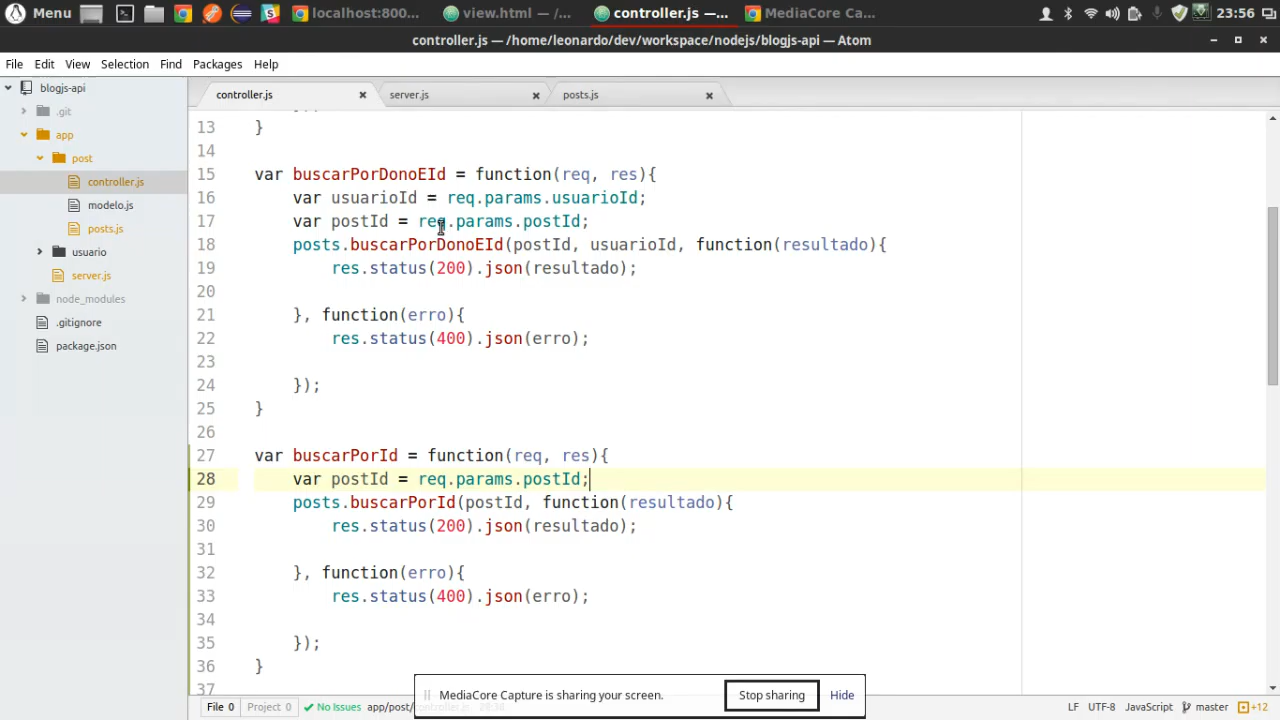 Menu localhost:800... view.html — /... controller.js —... MediaCore Ca... 23:56
controller.js — /home/leonardo/dev/workspace/nodejs/blogjs-api — Atom
File Edit View Selection Find Packages Help
blogjs-api
.git
app
post
controller.js
modelo.js
posts.js
usuario
server.js
node_modules
.gitignore
package.json
controller.js server.js posts.js
13 }
14
15 var buscarPorDonoEId = function(req, res){
16 var usuarioId = req.params.usuarioId;
17 var postId = req.params.postId;
18 posts.buscarPorDonoEId(postId, usuarioId, function(resultado){
19 res.status(200).json(resultado);
20
21 }, function(erro){
22 res.status(400).json(erro);
23
24 });
25 }
26
27 var buscarPorId = function(req, res){
28 var postId = req.params.postId;
29 posts.buscarPorId(postId, function(resultado){
30 res.status(200).json(resultado);
31
32 }, function(erro){
33 res.status(400).json(erro);
34
35 });
36 }
37
MediaCore Capture is sharing your screen. Stop sharing Hide
File 0 Project 0 No Issues app/post/controller.js 28:36 LF UTF-8 JavaScript master +12